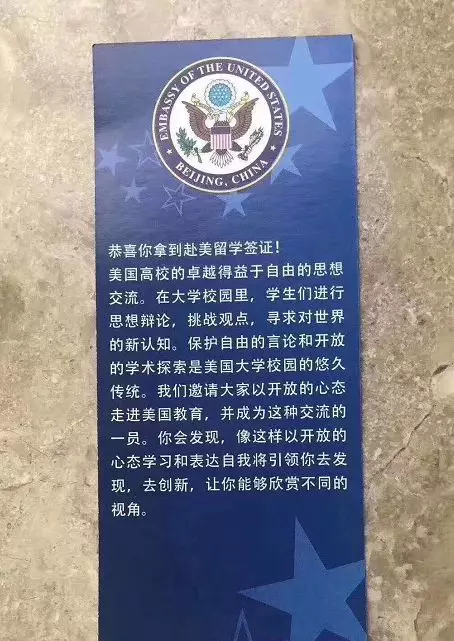 EMBASSY OF THE UNITED STATES
BEIJING, CHINA
恭喜你拿到赴美留学签证!
美国高校的卓越得益于自由的思想
交流。在大学校园里，学生们进行
思想辩论，挑战观点，寻求对世界
的新认知。保护自由的言论和开放
的学术探索是美国大学校园的悠久
传统。我们邀请大家以开放的心态
走进美国教育，并成为这种交流的
一员。你会发现，像这样以开放的
心态学习和表达自我将引领你去发
现，去创新，让你能够欣赏不同的
视角。